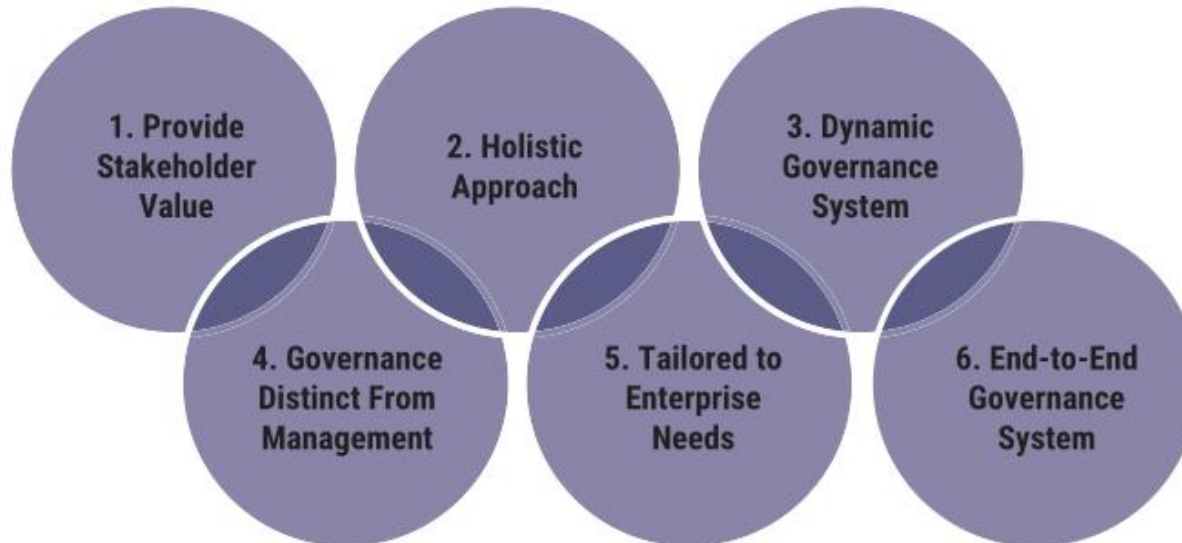 1. Provide
Stakeholder
Value
2. Holistic
Approach
3. Dynamic
Governance
System
4. Governance
Distinct From
Management
5. Tailored to
Enterprise
Needs
6. End-to-End
Governance
System